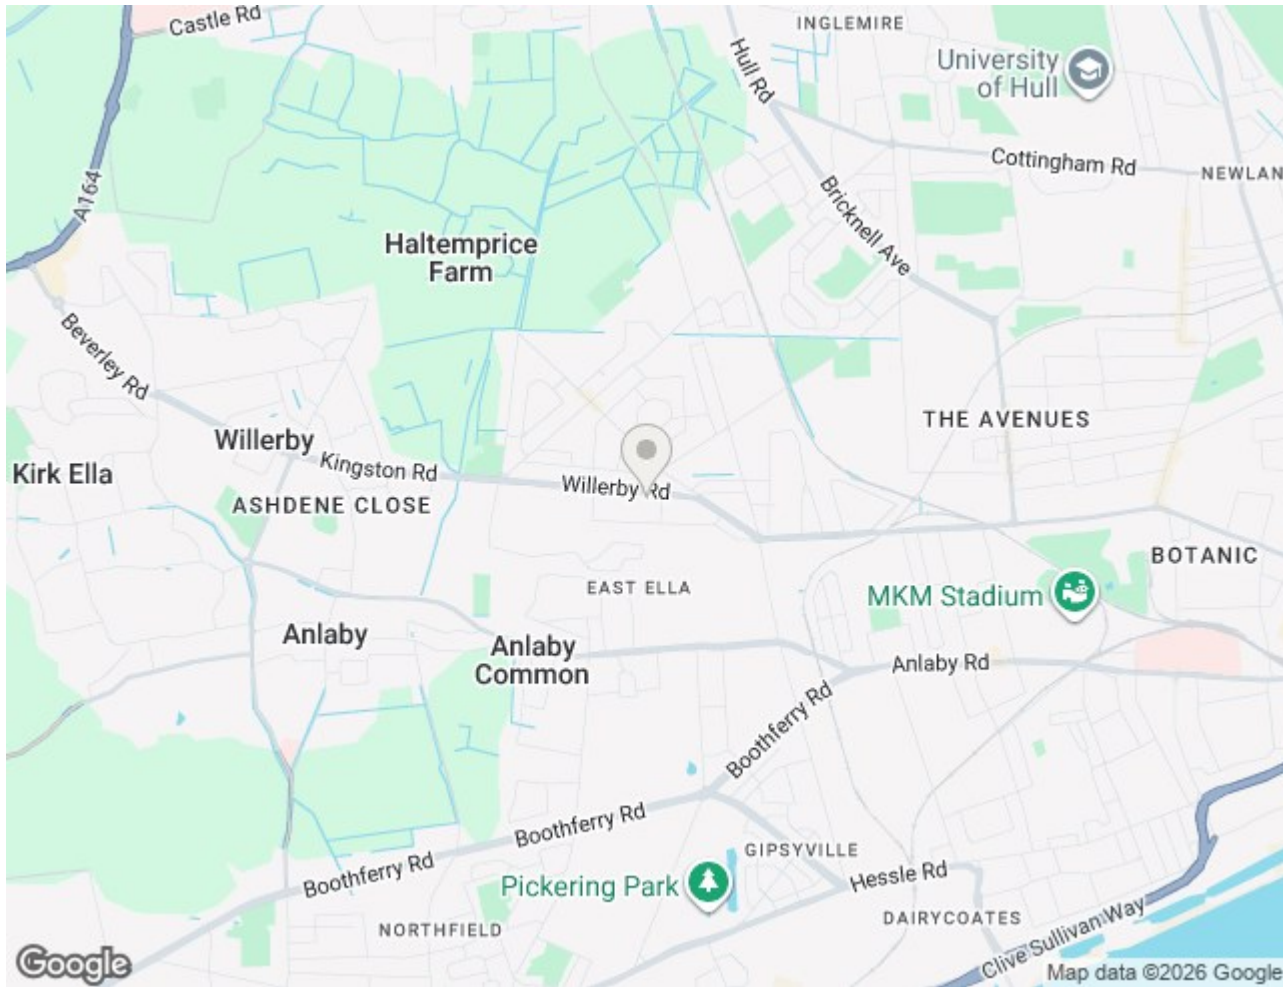 Castle Rd
INGLEMIRE
Hull Rd
University
of Hull
Cottingham Rd
NEWLAN
A164
Bricknell Ave
Haltemprice
Farm
Beverley Rd
THE AVENUES
Willerby
Kingston Rd
Kirk Ella
Willerby Rd
ASHDENE CLOSE
BOTANIC
EAST ELLA
MKM Stadium
Anlaby
Anlaby
Common
Anlaby Rd
Boothferry Rd
Boothferry Rd
GIPSYVILLE
Boothferry Rd
Hessle Rd
Pickering Park
DAIRYCOATES
NORTHFIELD
Clive Sullivan Way
Google
Map data ©2026 Google